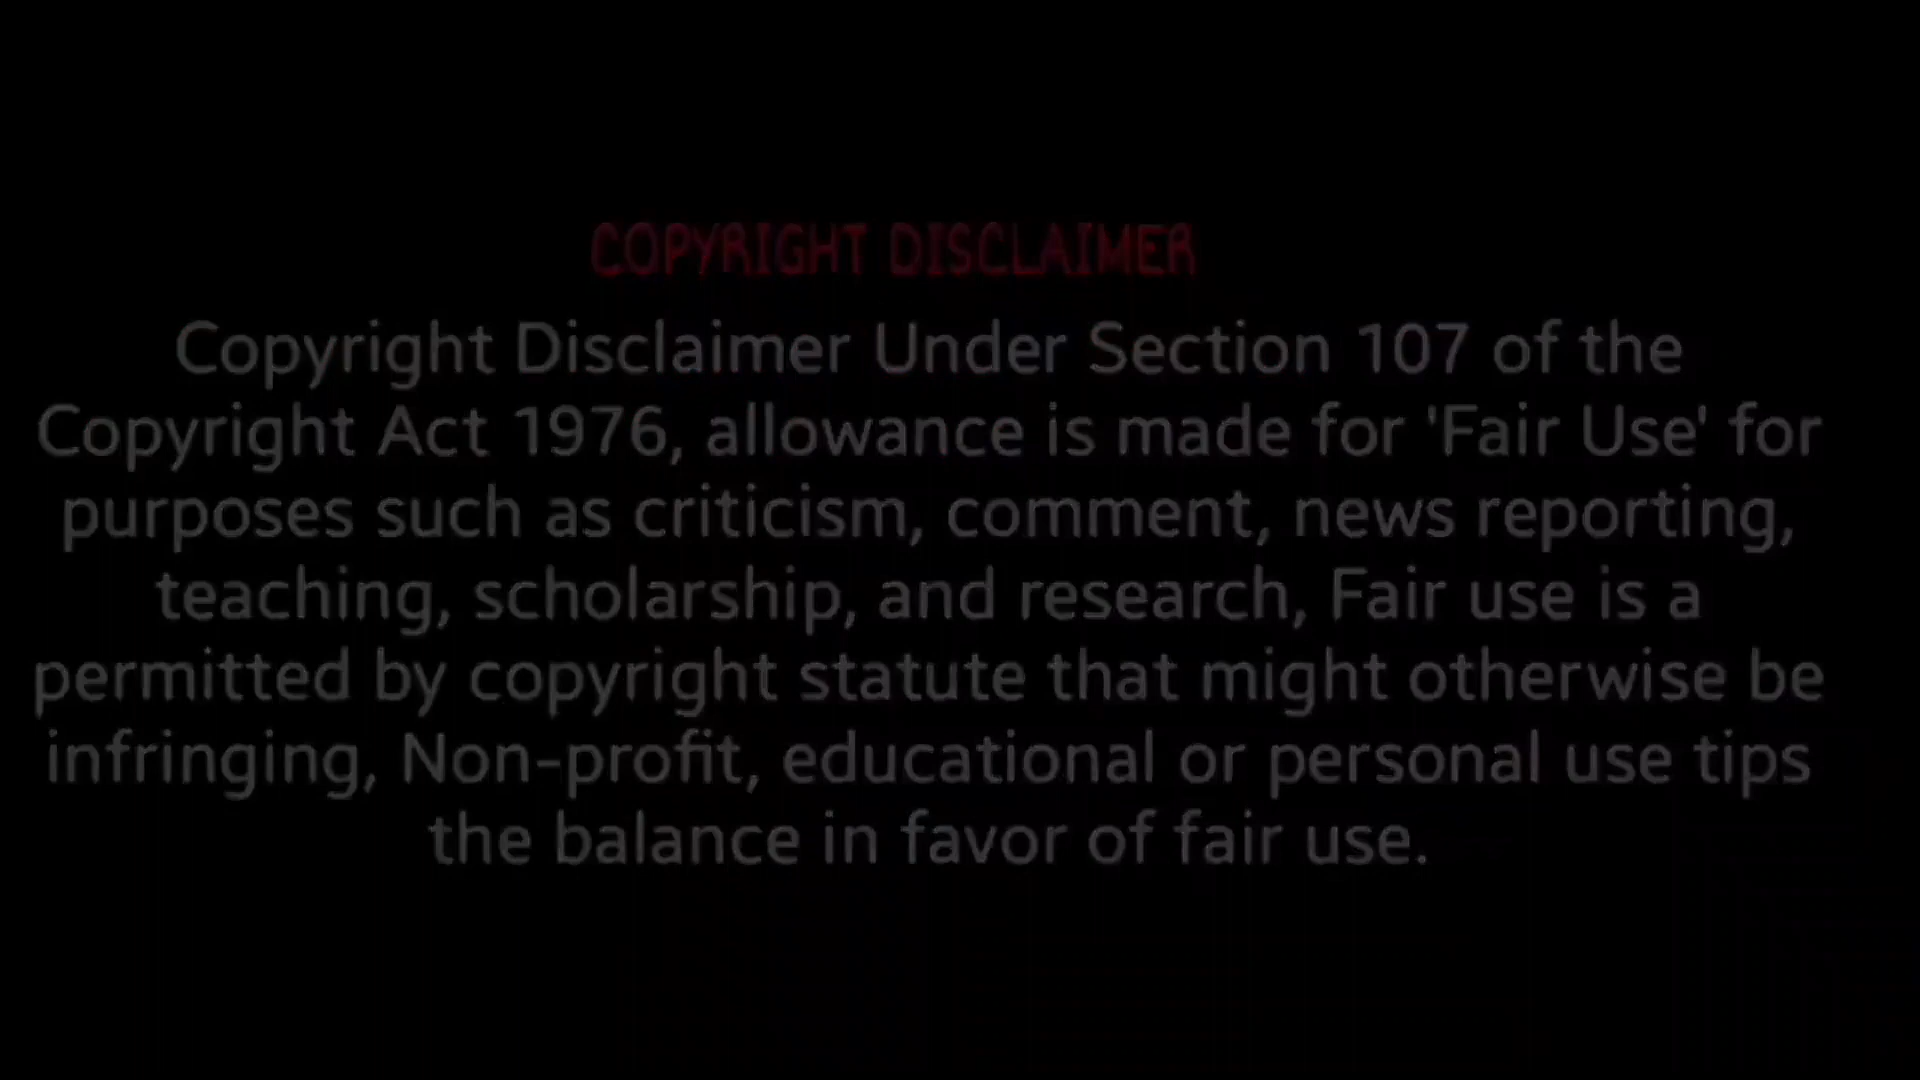 COPYRIGHT DISCLAIMER
Copyright Disclaimer Under Section 107 of the
Copyright Act 1976, allowance is made for 'Fair Use' for
purposes such as criticism, comment, news reporting,
teaching, scholarship, and research, Fair use is a
permitted by copyright statute that might otherwise be
infringing, Non-profit, educational or personal use tips
the balance in favor of fair use.